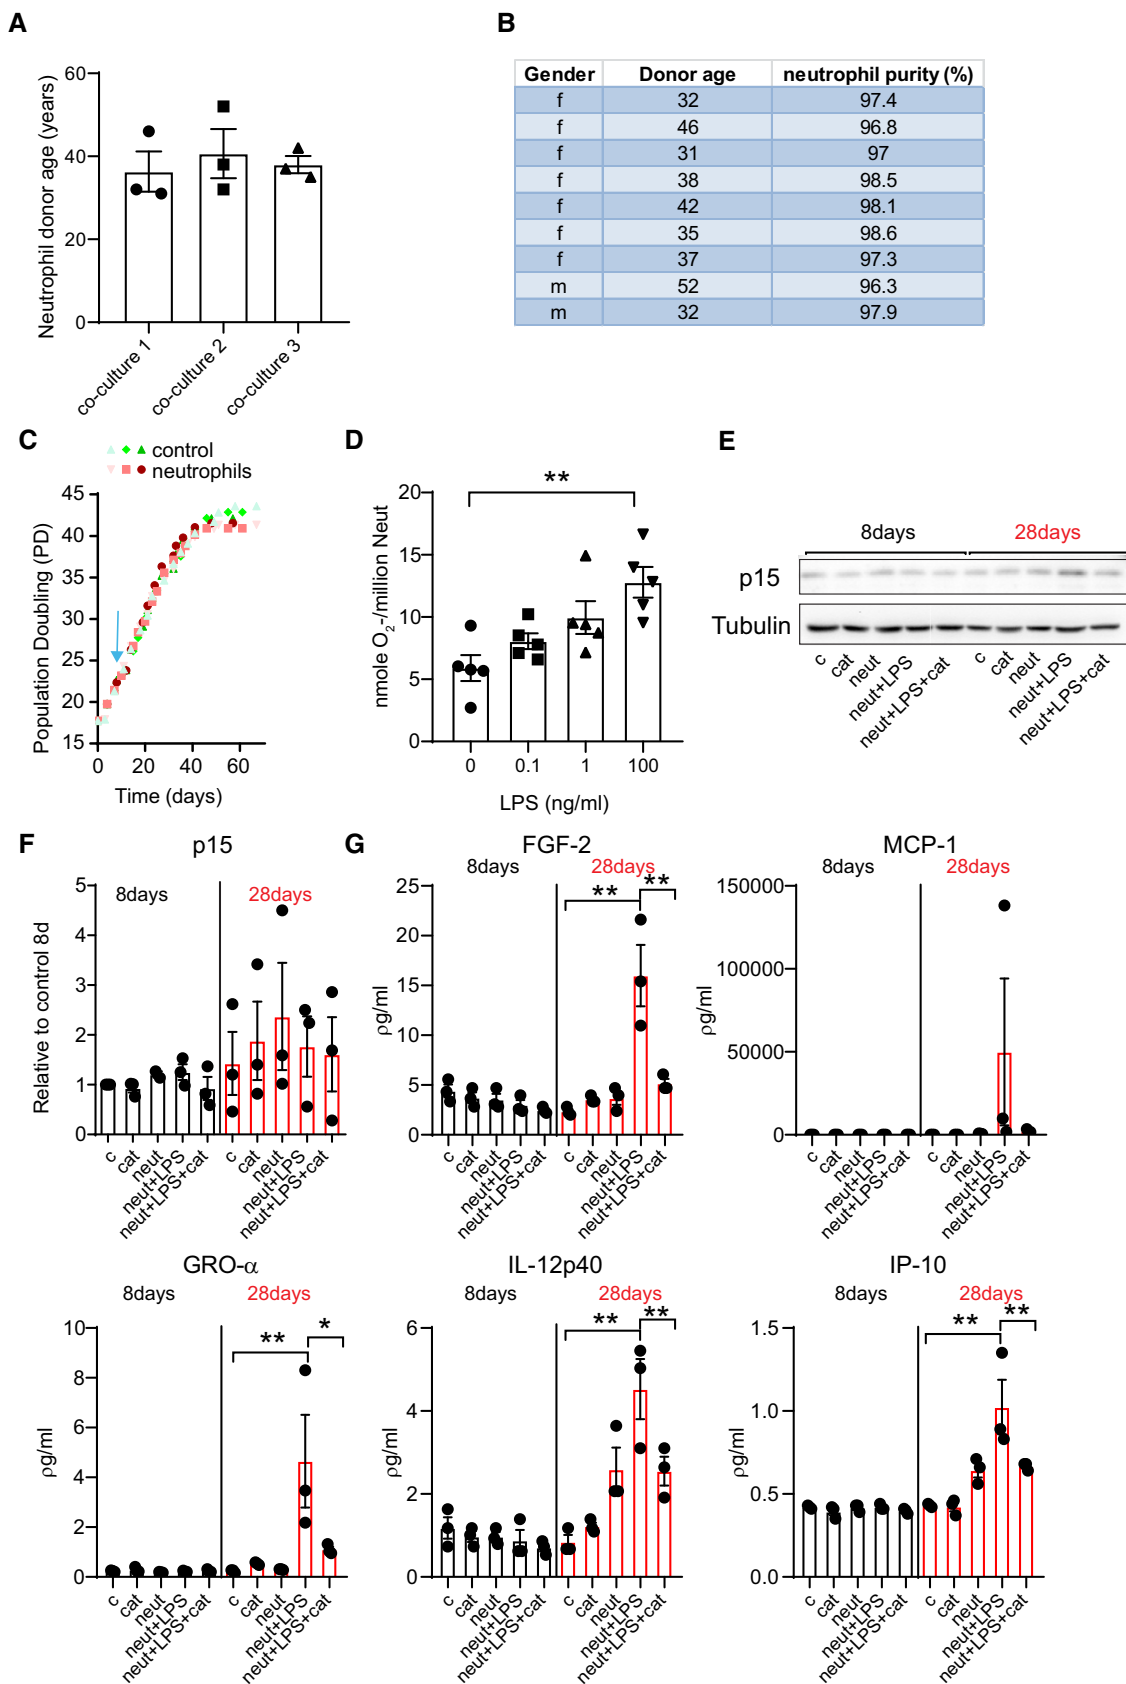 A
Neutrophil donor age (years)
60
40
20
0
co-culture 1
co-culture 2
co-culture 3
B
Gender Donor age neutrophil purity (%)
f 32 97.4
f 46 96.8
f 31 97
f 38 98.5
f 42 98.1
f 35 98.6
f 37 97.3
m 52 96.3
m 32 97.9
C
control
neutrophils
Population Doubling (PD)
45
40
35
30
25
20
15
0 20 40 60
Time (days)
D
**
nmole O2-/million Neut
20
15
10
5
0
0 0.1 1 100
LPS (ng/ml)
E
8days 28days
p15
Tubulin
c cat neut neut+LPS neut+LPS+cat c cat neut neut+LPS neut+LPS+cat
F
p15
8days 28days
Relative to control 8d
5
4
3
2
1
0
c cat neut neut+LPS neut+LPS+cat c cat neut neut+LPS neut+LPS+cat
G
FGF-2
8days 28days
** **
ρg/ml
25
20
15
10
5
0
c cat neut neut+LPS neut+LPS+cat c cat neut neut+LPS neut+LPS+cat
MCP-1
8days 28days
ρg/ml
150000
100000
50000
0
c cat neut neut+LPS neut+LPS+cat c cat neut neut+LPS neut+LPS+cat
GRO-α
8days 28days
** *
ρg/ml
10
8
6
4
2
0
c cat neut neut+LPS neut+LPS+cat c cat neut neut+LPS neut+LPS+cat
IL-12p40
8days 28days
** **
ρg/ml
6
4
2
0
c cat neut neut+LPS neut+LPS+cat c cat neut neut+LPS neut+LPS+cat
IP-10
8days 28days
** **
ρg/ml
1.5
1.0
0.5
0.0
c cat neut neut+LPS neut+LPS+cat c cat neut neut+LPS neut+LPS+cat